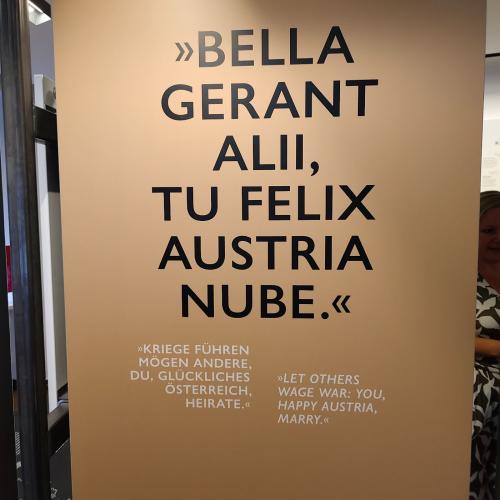 »BELLA
GERANT
ALII,
TU FELIX
AUSTRIA
NUBE.«
»KRIEGE FÜHREN
MÖGEN ANDERE,
DU, GLÜCKLICHES
ÖSTERREICH,
HEIRATE.«
»LET OTHERS
WAGE WAR: YOU,
HAPPY AUSTRIA,
MARRY.«